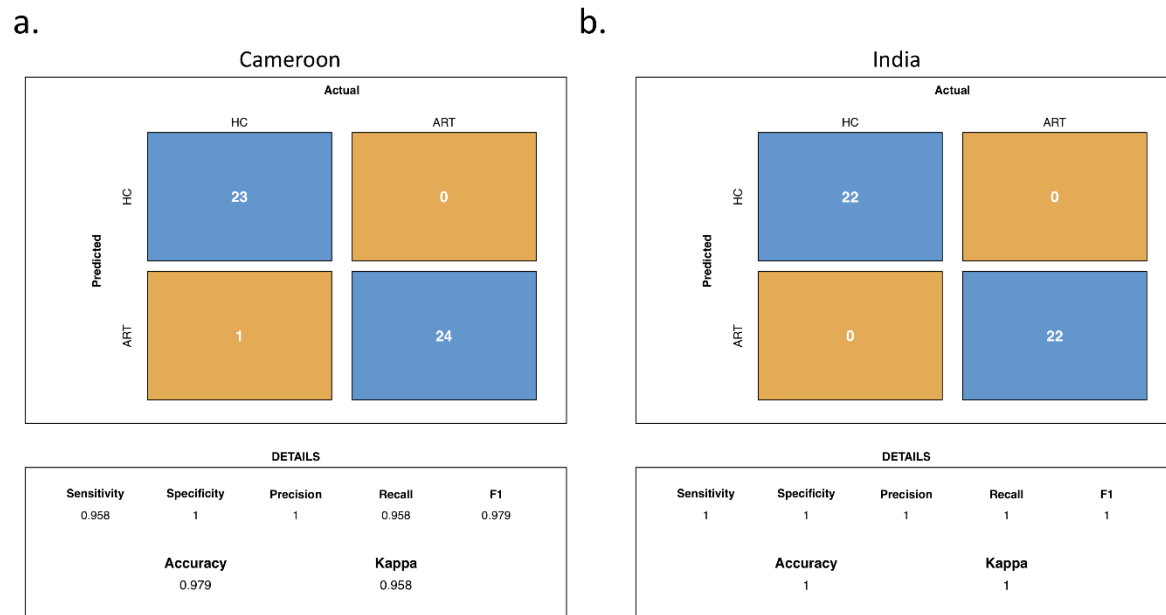 a.
Cameroon
Actual
HC ART
Predicted
HC
23 0
ART
1 24
DETAILS
Sensitivity Specificity Precision Recall F1
0.958 1 1 0.958 0.979
Accuracy Kappa
0.979 0.958
b.
India
Actual
HC ART
Predicted
HC
22 0
ART
0 22
DETAILS
Sensitivity Specificity Precision Recall F1
1 1 1 1 1
Accuracy Kappa
1 1